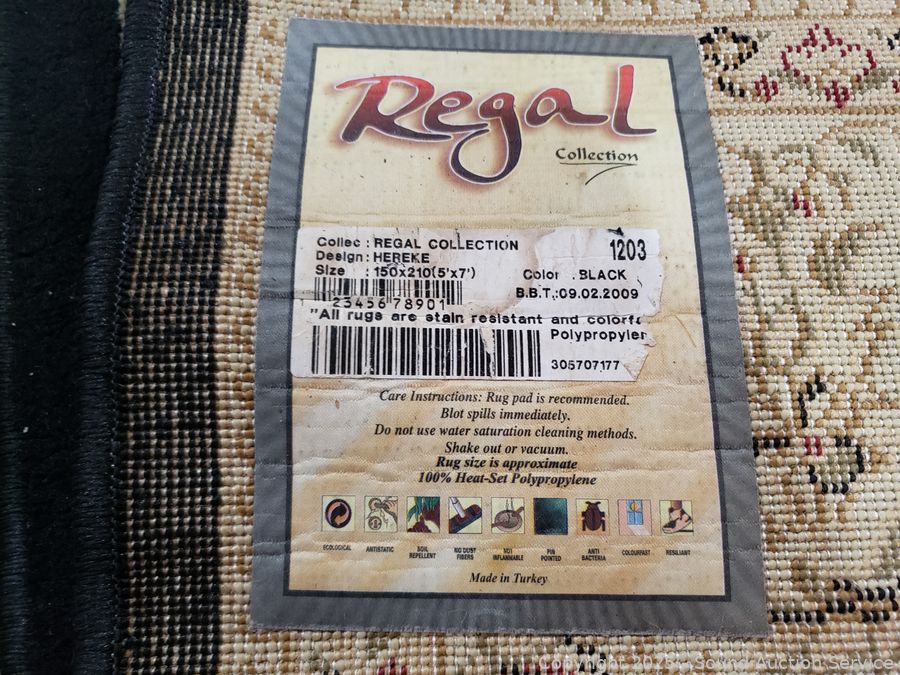 Regal
Collection
Collec : REGAL COLLECTION
1203
Design : HEREKE
Size : 150x210(5'x7')
Color : BLACK
23456 78901
B.B.T.:09.02.2009
"All rugs are stain resistant and
Polypropyler
305707177
Care Instructions: Rug pad is recommended.
Blot spills immediately.
Do not use water saturation cleaning methods.
Shake out or vacuum.
Rug size is approximate
100% Heat-Set Polypropylene
ECOLOGICAL
ANTISTATIC
SOIL REPELLENT
NO DUST FIBERS
NOT INFLAMMABLE
PIN POINTED
ANTI BACTERIA
COLOURFAST
RESILIANT
Made in Turkey
Copyright 2025 - Sound Auction Service